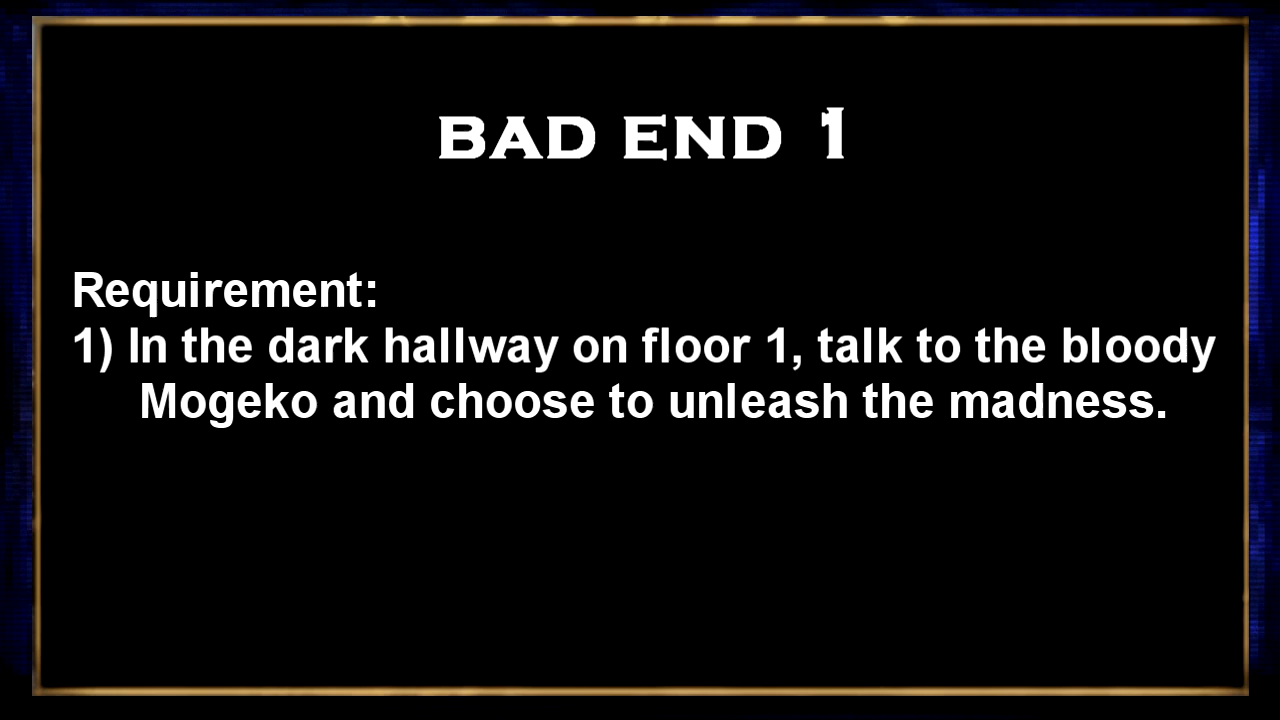 BAD END 1
Requirement:
1) In the dark hallway on floor 1, talk to the bloody
Mogeko and choose to unleash the madness.